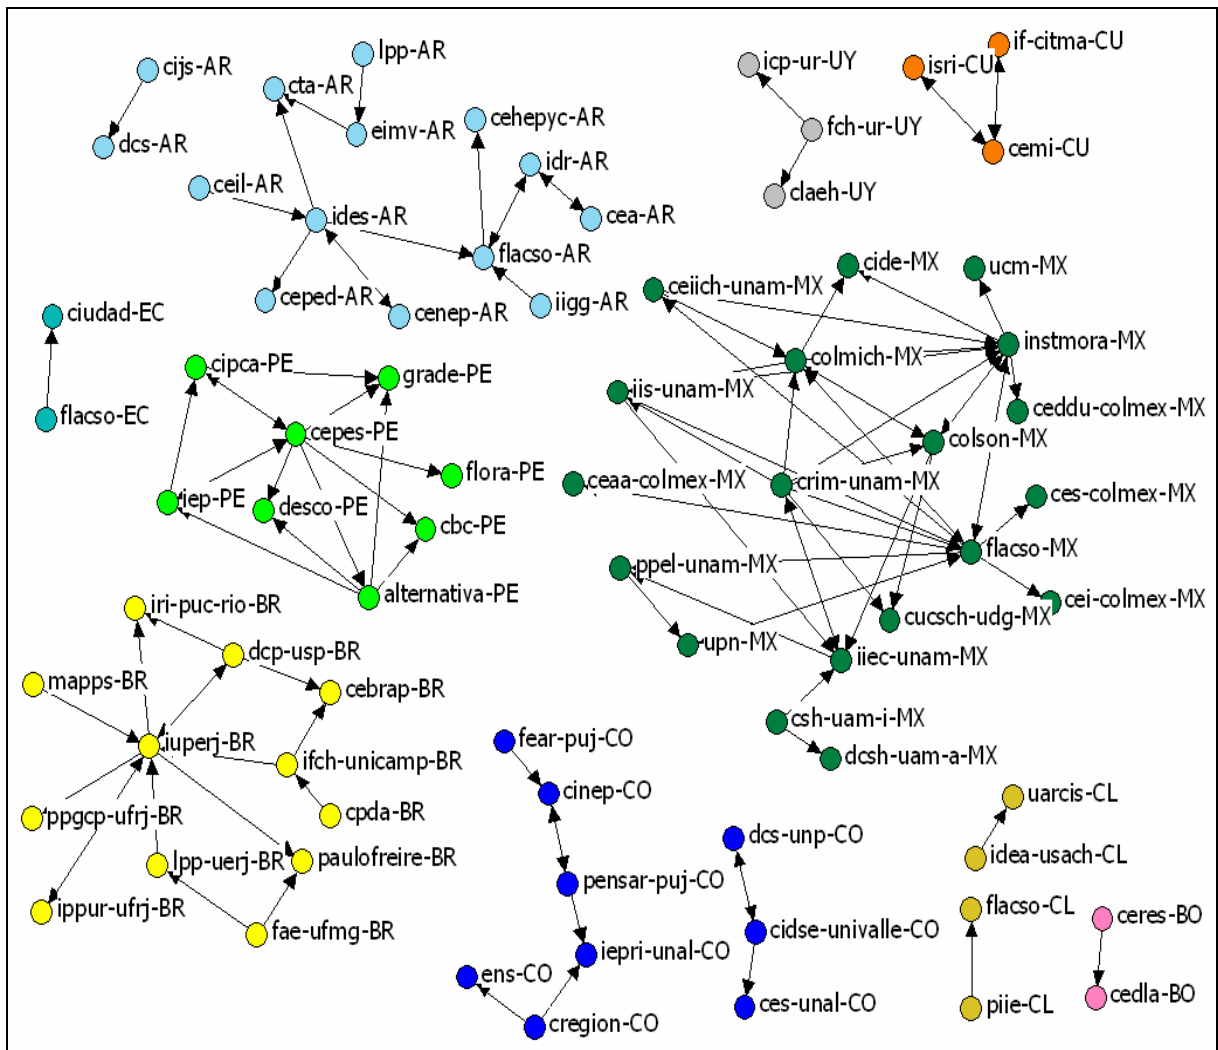 lpp-AR
cijs-AR
cta-AR
dcs-AR
eimv-AR
cehepyc-AR
idr-AR
ceil-AR
ides-AR
cea-AR
flacso-AR
ceped-AR
cenep-AR
iigg-AR
icp-ur-UY
fch-ur-UY
claeh-UY
if-citma-CU
isri-CU
cemi-CU
ciudad-EC
flacso-EC
cipca-PE
grade-PE
cepes-PE
flora-PE
iep-PE
desco-PE
cbc-PE
alternativa-PE
cide-MX
ucm-MX
ceiich-unam-MX
instmora-MX
colmich-MX
iis-unam-MX
ceddu-colmex-MX
colson-MX
ceaa-colmex-MX
crim-unam-MX
ces-colmex-MX
flacso-MX
ppel-unam-MX
cei-colmex-MX
cucsch-udg-MX
upn-MX
iiec-unam-MX
csh-uam-i-MX
dcsh-uam-a-MX
iri-puc-rio-BR
dcp-usp-BR
mapps-BR
cebrap-BR
iuperj-BR
ifch-unicamp-BR
ppgcp-ufrj-BR
cpda-BR
lpp-uerj-BR
paulofreire-BR
ippur-ufrj-BR
fae-ufmg-BR
fear-puj-CO
cinep-CO
pensar-puj-CO
iepri-unal-CO
ens-CO
cregion-CO
dcs-unp-CO
cidse-univalle-CO
ces-unal-CO
uarcis-CL
idea-usach-CL
flacso-CL
piie-CL
ceres-BO
cedla-BO